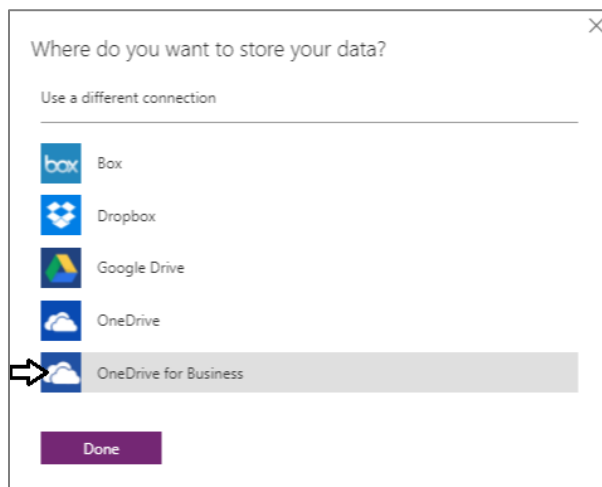 Where do you want to store your data?
Use a different connection
box Box
Dropbox
Google Drive
OneDrive
OneDrive for Business
Done